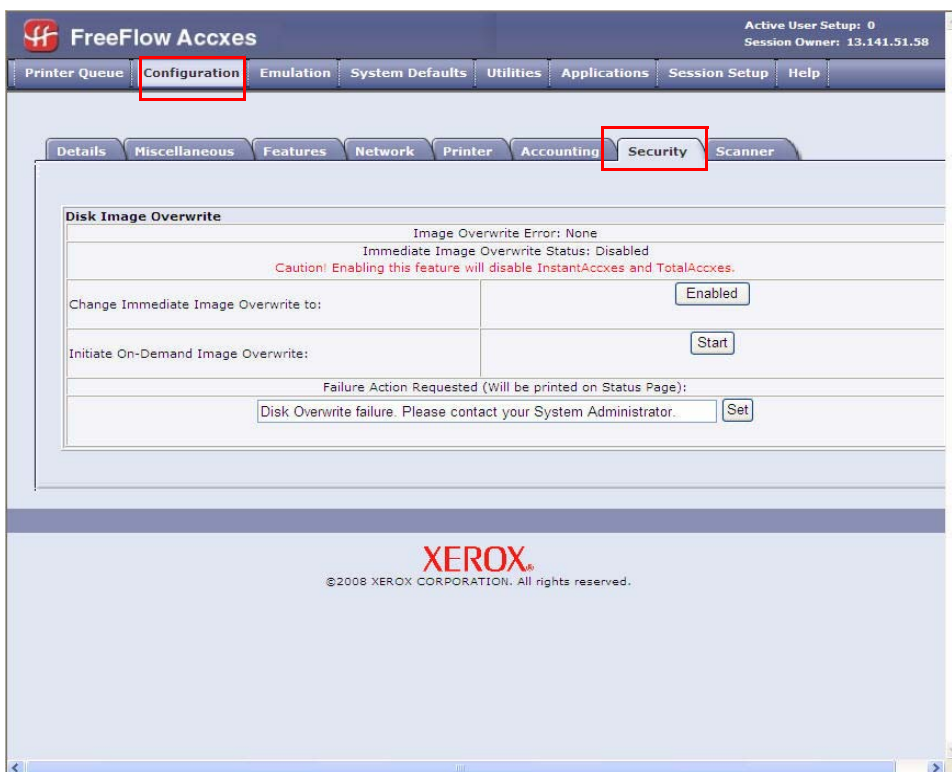 FreeFlow Accxes
Active User Setup: 0
Session Owner: 13.141.51.58
Printer Queue Configuration Emulation System Defaults Utilities Applications Session Setup Help
Details Miscellaneous Features Network Printer Accounting Security Scanner
Disk Image Overwrite
Image Overwrite Error: None
Immediate Image Overwrite Status: Disabled
Caution! Enabling this feature will disable InstantAccxes and TotalAccxes.
Change Immediate Image Overwrite to: Enabled
Initiate On-Demand Image Overwrite: Start
Failure Action Requested (Will be printed on Status Page):
Disk Overwrite failure. Please contact your System Administrator. Set
XEROX®
©2008 XEROX CORPORATION. All rights reserved.